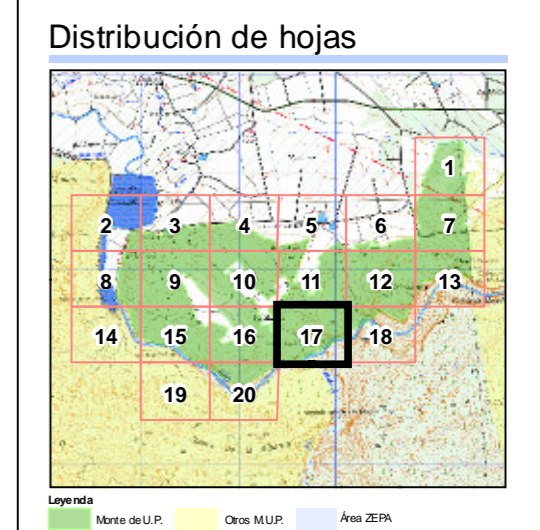 Distribución de hojas
1
2 3 4 5 6 7
8 9 10 11 12 13
14 15 16 17 18
19 20
Leyenda
Monte de U.P. Otros M.U.P. Área ZEPA